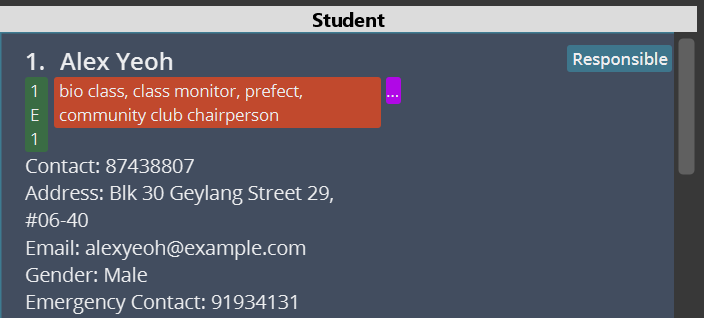 Student
1. Alex Yeoh
Responsible
1
E
1
bio class, class monitor, prefect,
community club chairperson
...
Contact: 87438807
Address: Blk 30 Geylang Street 29,
#06-40
Email: alexyeoh@example.com
Gender: Male
Emergency Contact: 91934131